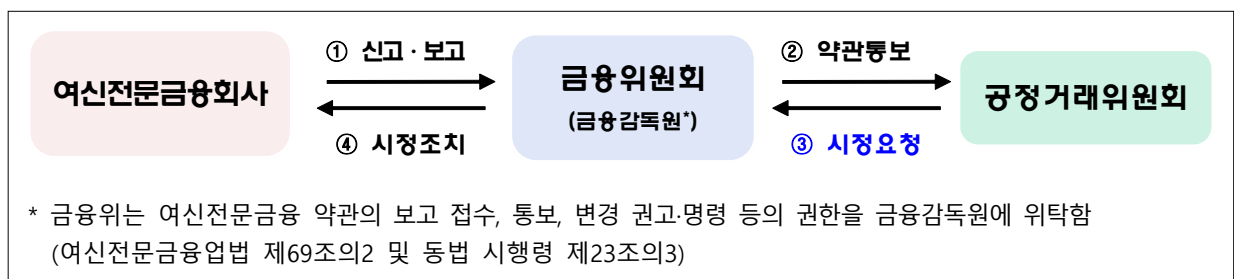 ① 신고 · 보고
② 약관통보
여신전문금융회사
금융위원회
(금융감독원*)
공정거래위원회
④ 시정조치
③ 시정요청
* 금융위는 여신전문금융 약관의 보고 접수, 통보, 변경 권고·명령 등의 권한을 금융감독원에 위탁함
(여신전문금융업법 제69조의2 및 동법 시행령 제23조의3)